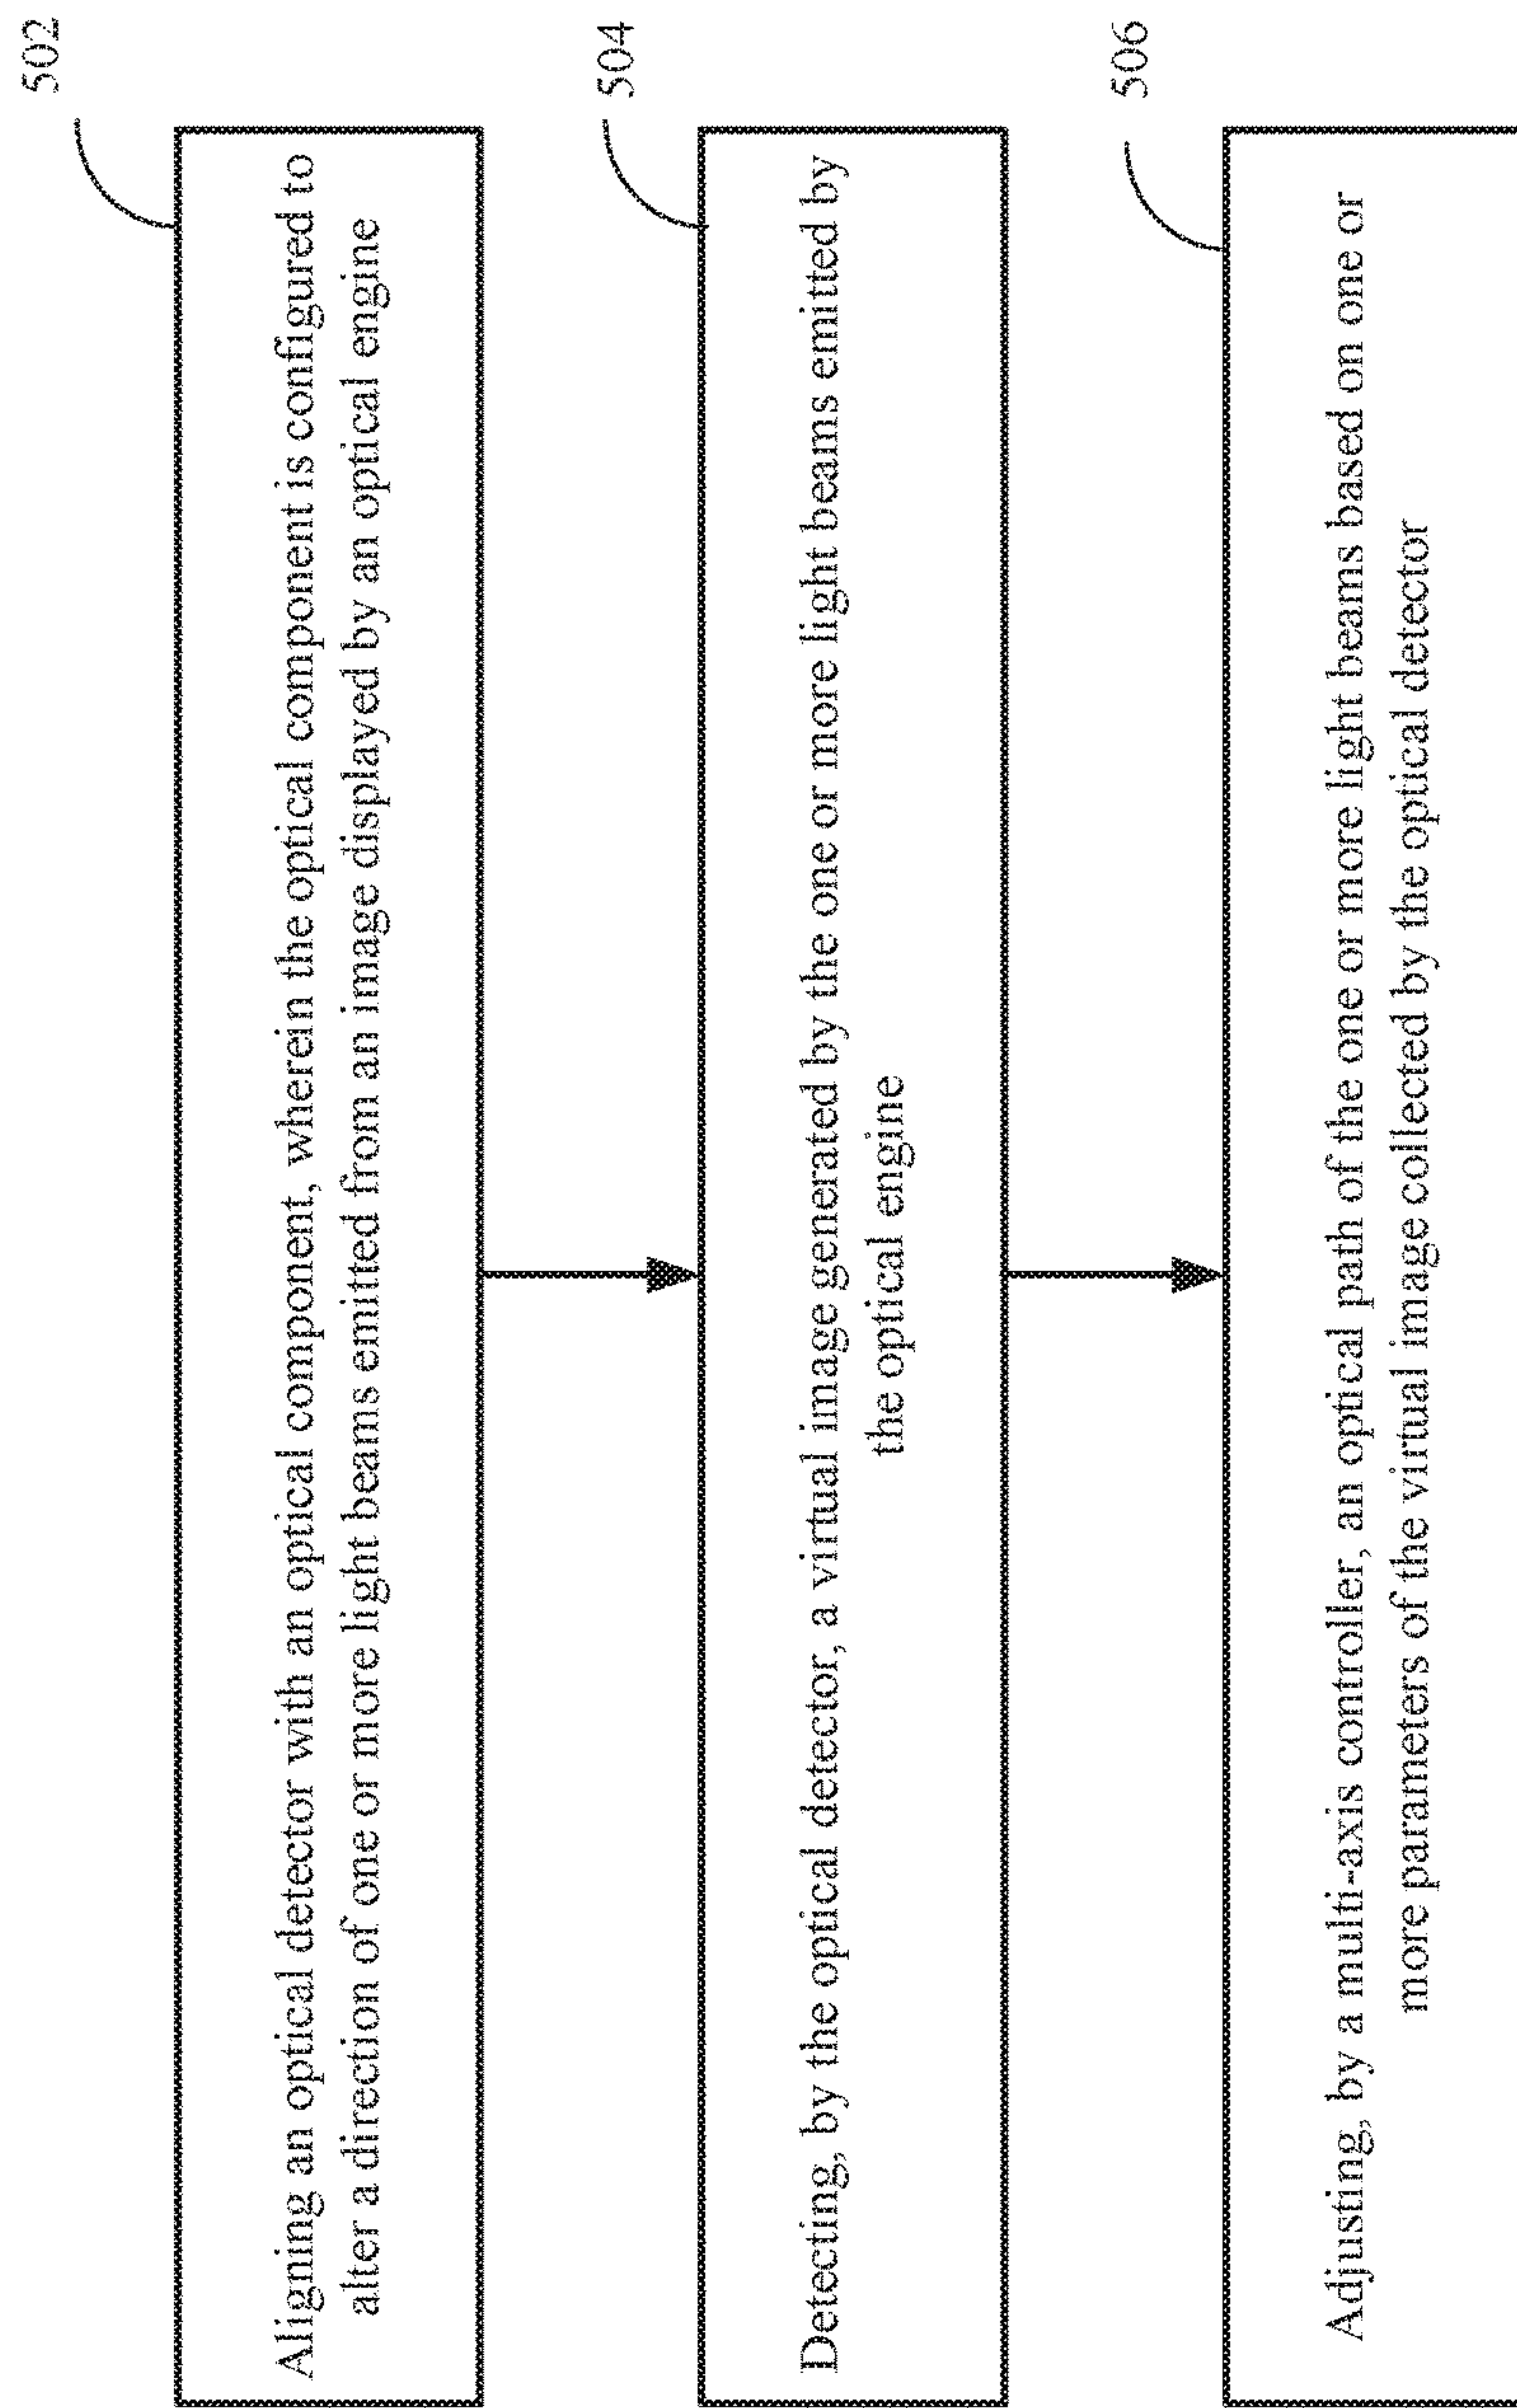 502
Aligning an optical detector with an optical component, wherein the optical component is configured to
alter a direction of one or more light beams emitted from an image displayed by an optical engine
504
Detecting, by the optical detector, a virtual image generated by the one or more light beams emitted by
the optical engine
506
Adjusting, by a multi-axis controller, an optical path of the one or more light beams based on one or
more parameters of the virtual image collected by the optical detector